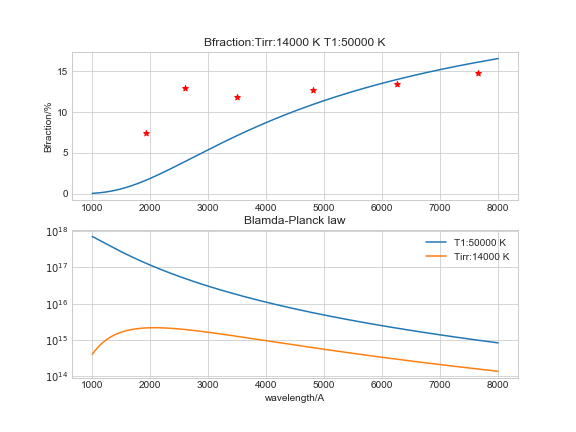 Bfraction:Tirr:14000 K T1:50000 K
Bfraction/%
15
10
5
0
1000 2000 3000 4000 5000 6000 7000 8000
Blamda-Planck law
10^18
10^17
10^16
10^15
10^14
T1:50000 K
Tirr:14000 K
1000 2000 3000 4000 5000 6000 7000 8000
wavelength/A